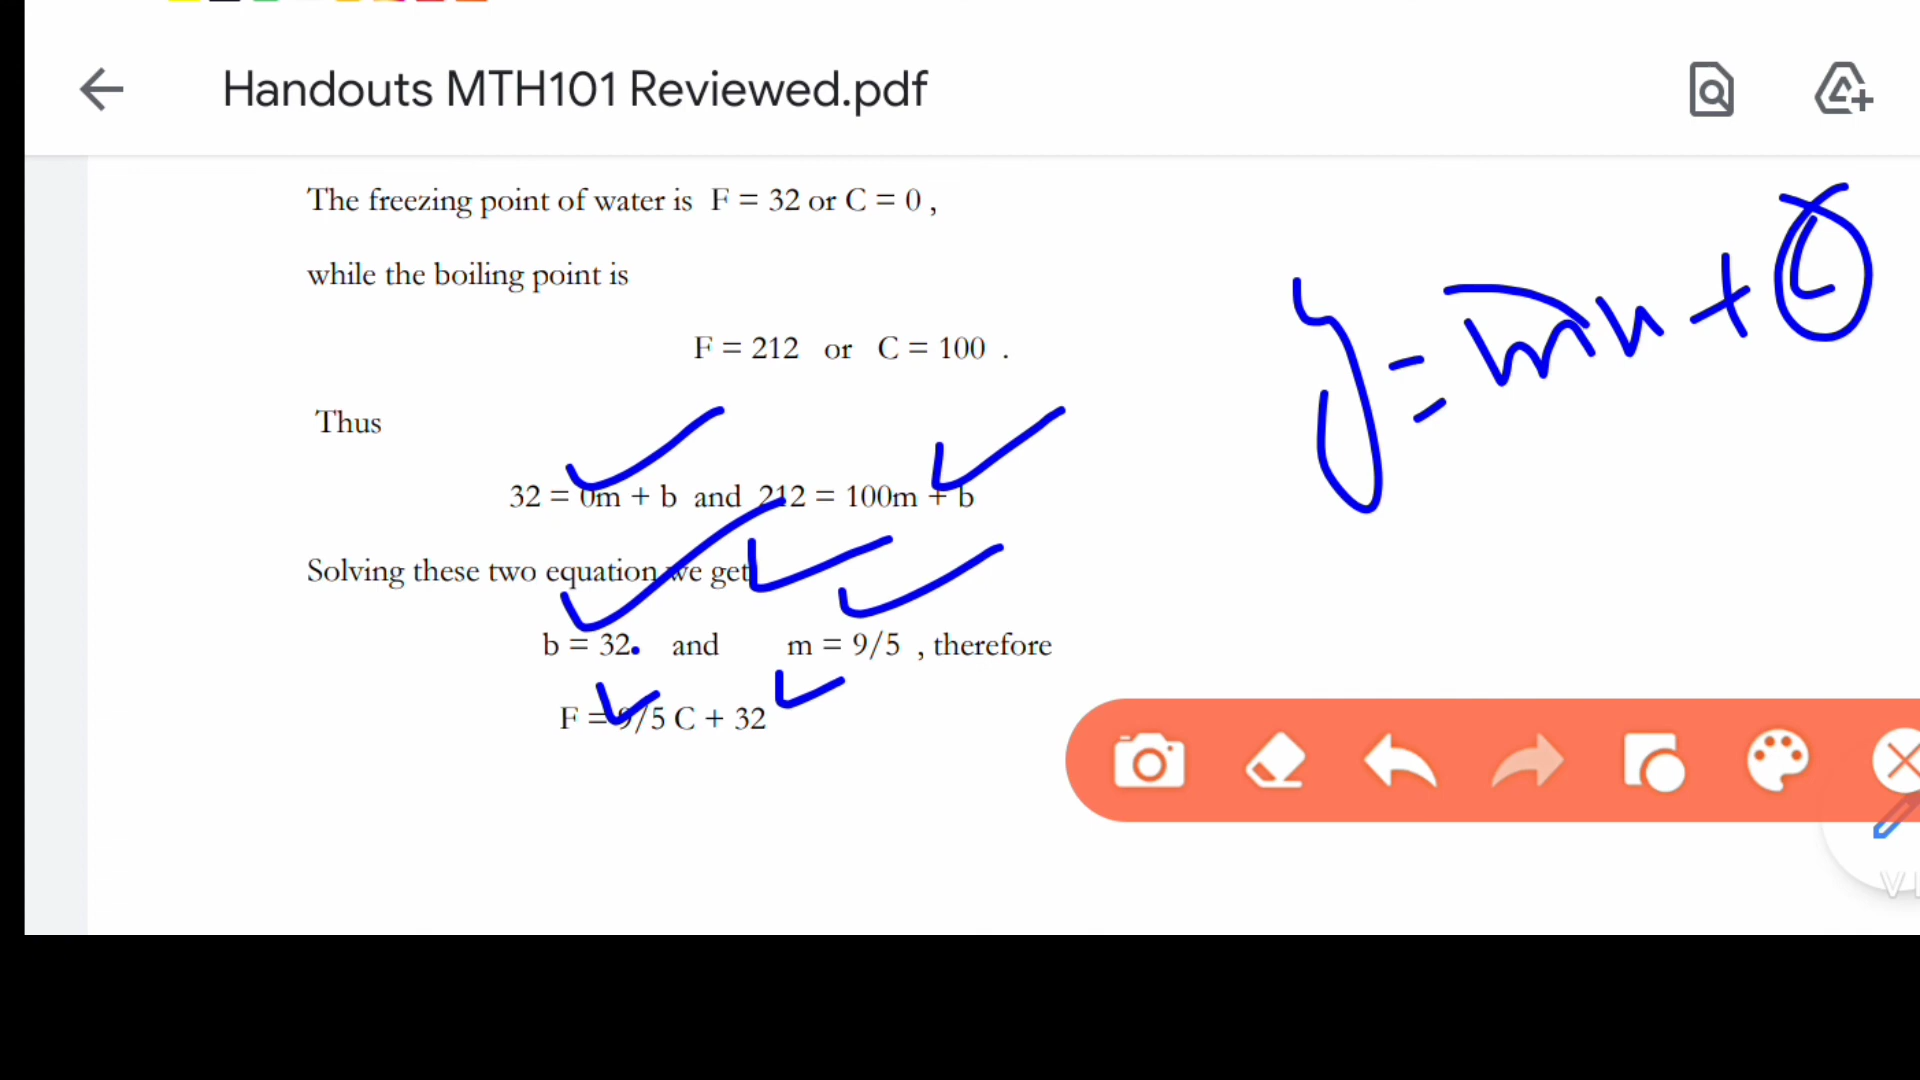 Handouts MTH101 Reviewed.pdf
The freezing point of water is F = 32 or C = 0 ,
while the boiling point is
F = 212 or C = 100 .
Thus
32 = 0m + b and 212 = 100m + b
Solving these two equation we get
b = 32. and m = 9/5 , therefore
F = 9/5 C + 32
y = mx + c